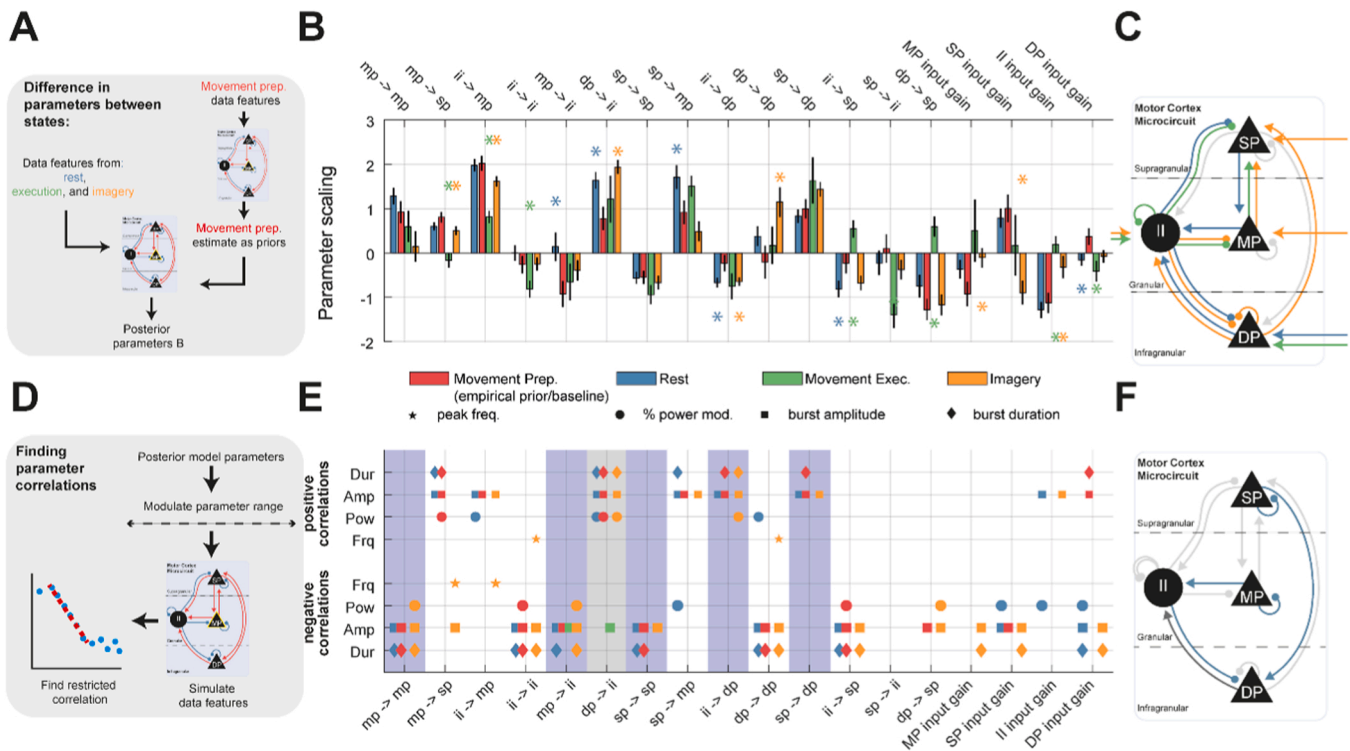 A
Difference in
parameters between
states:
Movement prep.
data features
Data features from:
rest,
execution, and imagery
Movement prep.
estimate as priors
Posterior
parameters B
B
mp -> mp
mp -> sp
ii -> mp
ii -> ii
mp -> ii
dp -> ii
sp -> sp
sp -> mp
ii -> dp
dp -> dp
sp -> dp
ii -> sp
sp -> ii
dp -> sp
MP input gain
SP input gain
II input gain
DP input gain
Parameter scaling
3
2
1
0
-1
-2
Movement Prep.
(empirical prior/baseline)
Rest
Movement Exec.
Imagery
peak freq.
% power mod.
burst amplitude
burst duration
C
Motor Cortex
Microcircuit
SP
Supragranular
II
MP
Granular
DP
Infragranular
D
Finding
parameter
correlations
Posterior model parameters
Modulate parameter range
Motor Cortex
Microcircuit
II
DP
Find restricted
correlation
Simulate
data features
E
positive
correlations
Dur
Amp
Pow
Frq
negative
correlations
Frq
Pow
Amp
Dur
mp -> mp
mp -> sp
ii -> mp
ii -> ii
mp -> ii
dp -> ii
sp -> sp
sp -> mp
ii -> dp
dp -> dp
sp -> dp
ii -> sp
sp -> ii
dp -> sp
MP input gain
SP input gain
II input gain
DP input gain
F
Motor Cortex
Microcircuit
SP
Supragranular
II
MP
Granular
DP
Infragranular